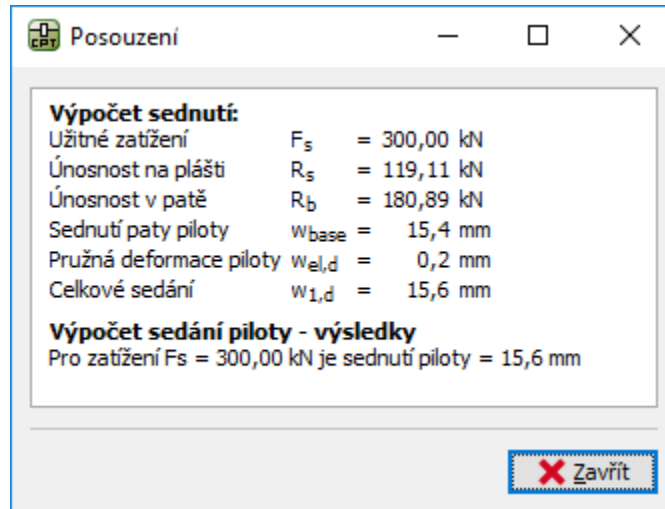 CPT
Posouzení
Výpočet sednutí:
Užitné zatížení Fs = 300,00 kN
Únosnost na plášti Rs = 119,11 kN
Únosnost v patě Rb = 180,89 kN
Sednutí paty piloty wbase = 15,4 mm
Pružná deformace piloty wel,d = 0,2 mm
Celkové sedání w1,d = 15,6 mm
Výpočet sedání piloty - výsledky
Pro zatížení Fs = 300,00 kN je sednutí piloty = 15,6 mm
Zavřít